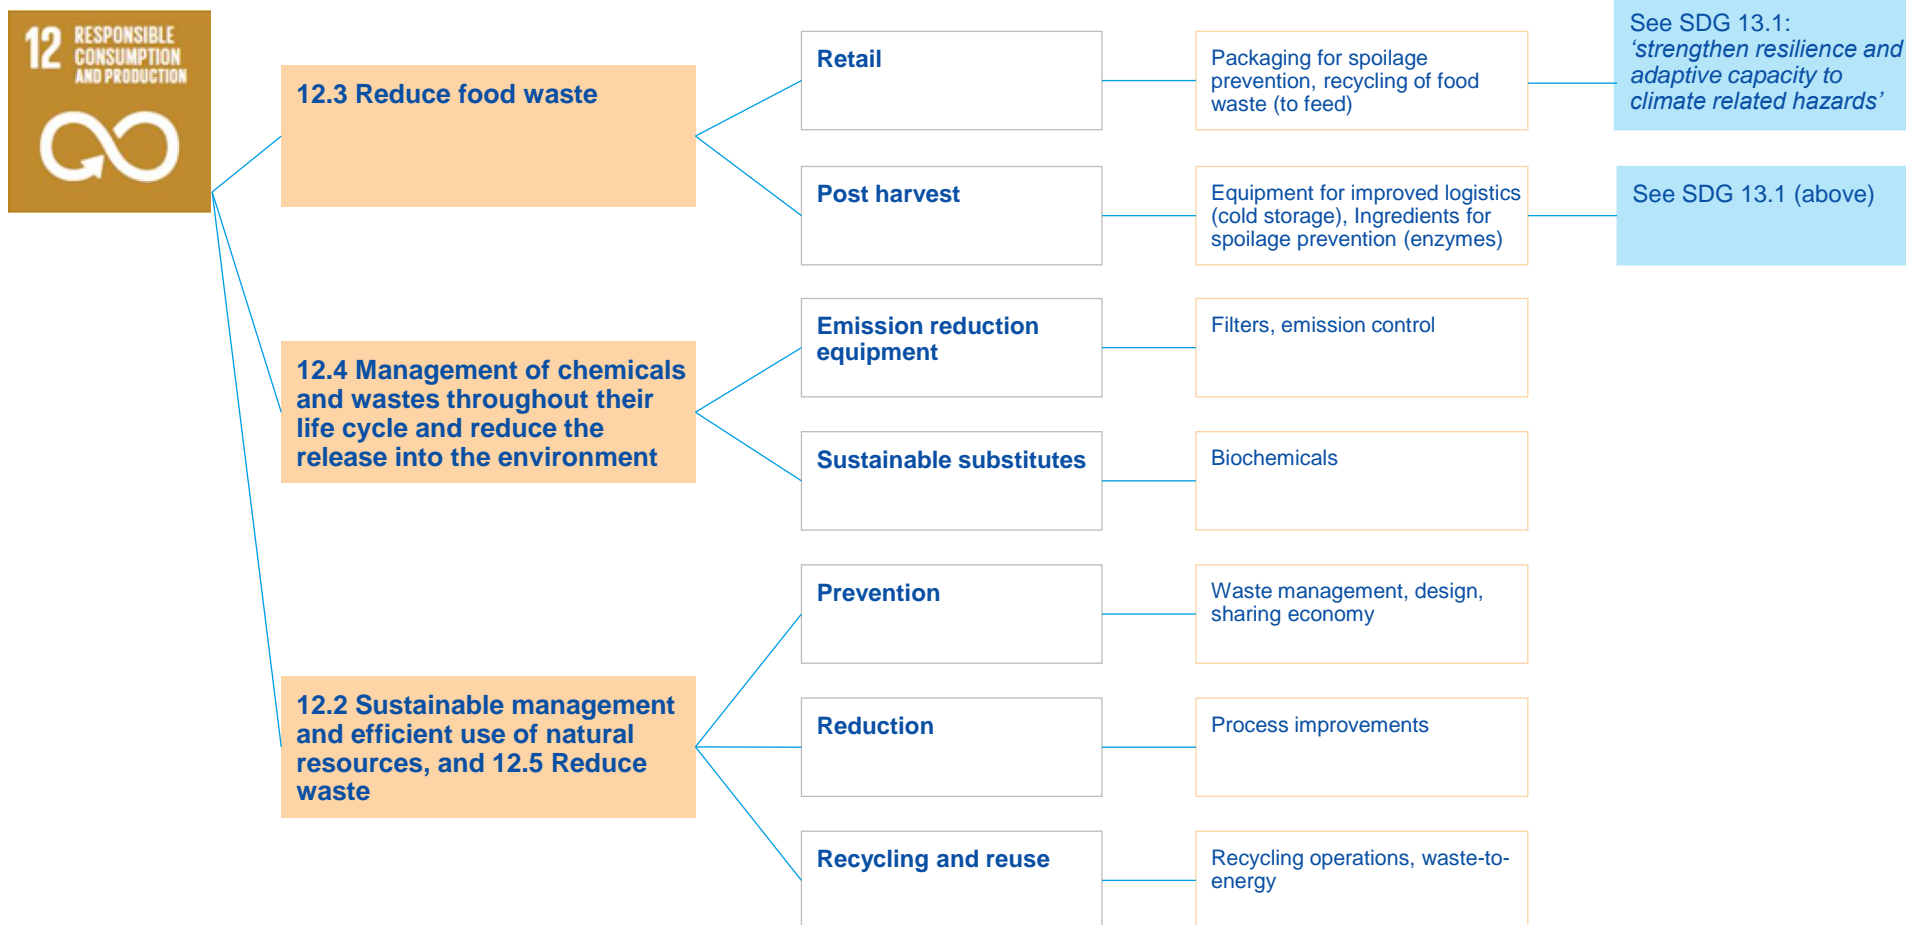 12 RESPONSIBLE
CONSUMPTION
AND PRODUCTION
12.3 Reduce food waste
Retail
Packaging for spoilage
prevention, recycling of food
waste (to feed)
See SDG 13.1:
‘strengthen resilience and
adaptive capacity to
climate related hazards’
Post harvest
Equipment for improved logistics
(cold storage), Ingredients for
spoilage prevention (enzymes)
See SDG 13.1 (above)
12.4 Management of chemicals
and wastes throughout their
life cycle and reduce the
release into the environment
Emission reduction
equipment
Filters, emission control
Sustainable substitutes
Biochemicals
12.2 Sustainable management
and efficient use of natural
resources, and 12.5 Reduce
waste
Prevention
Waste management, design,
sharing economy
Reduction
Process improvements
Recycling and reuse
Recycling operations, waste-to-
energy